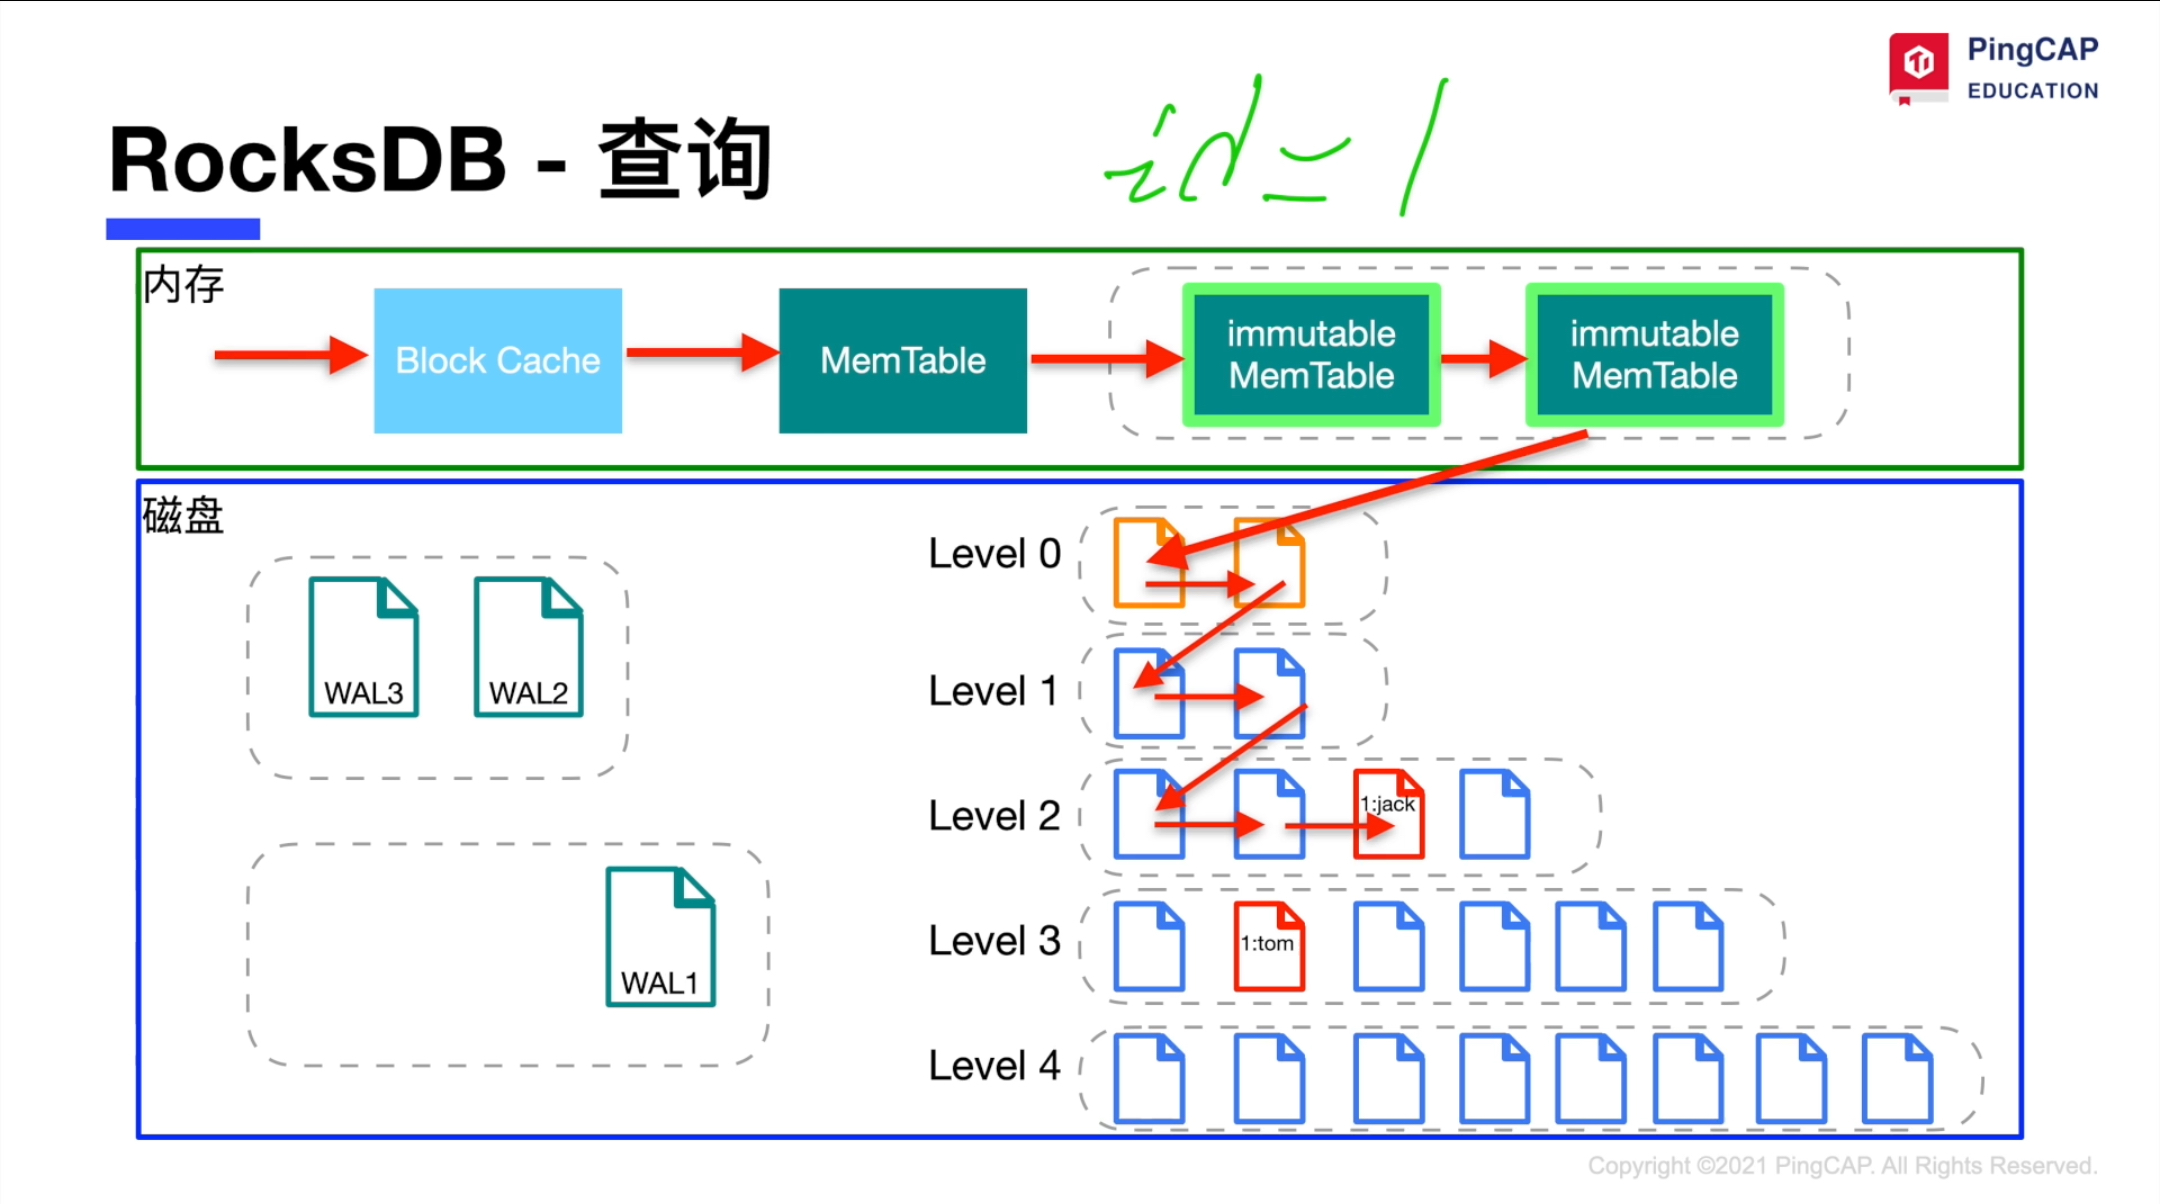 PingCAP
EDUCATION
RocksDB - 查询
id=1
内存
Block Cache
MemTable
immutable
MemTable
immutable
MemTable
磁盘
WAL3
WAL2
WAL1
Level 0
Level 1
Level 2
1:jack
Level 3
1:tom
Level 4
Copyright ©2021 PingCAP. All Rights Reserved.